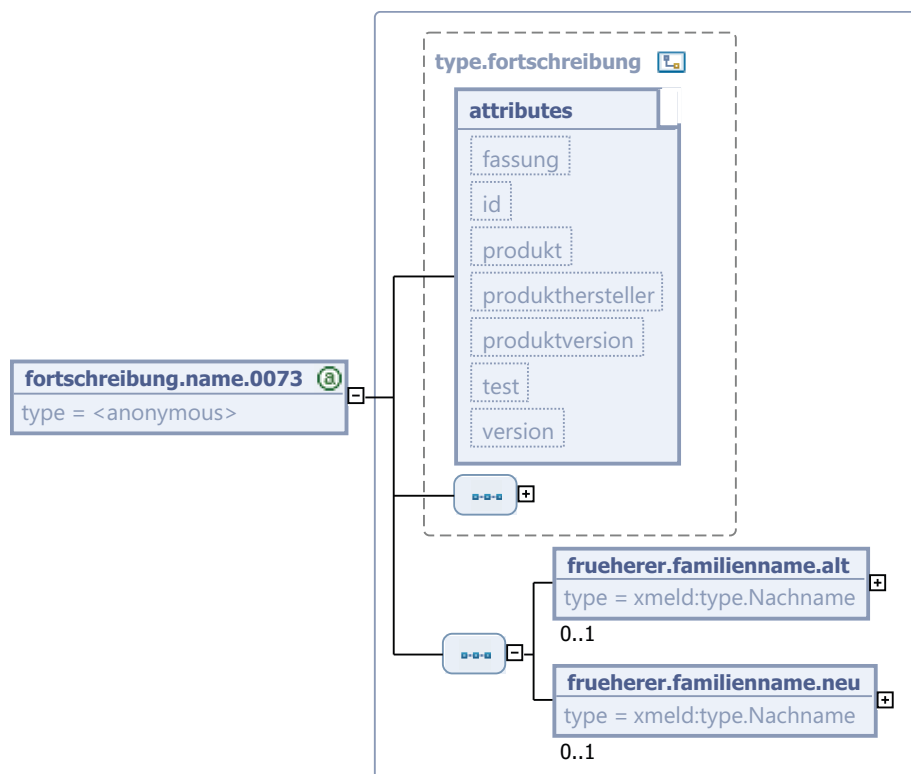 type.fortschreibung
attributes
fassung
id
produkt
produkthersteller
produktversion
test
version
fortschreibung.name.0073
type = <anonymous>
frueherer.familienname.alt
type = xmeld:type.Nachname
0..1
frueherer.familienname.neu
type = xmeld:type.Nachname
0..1